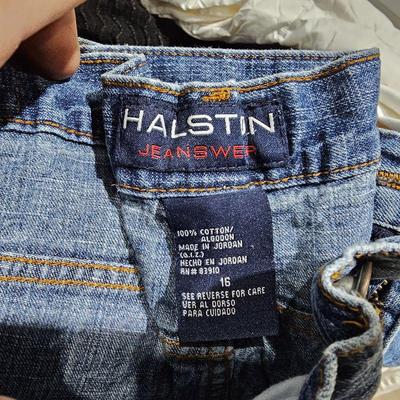 HALSTIN
JEANSWER
100% COTTON/
ALGODON
MADE IN JORDAN
(Q.I.Z.)
HECHO EN JORDAN
RN# 83910
16
SEE REVERSE FOR CARE
VER AL DORSO
PARA CUIDADO